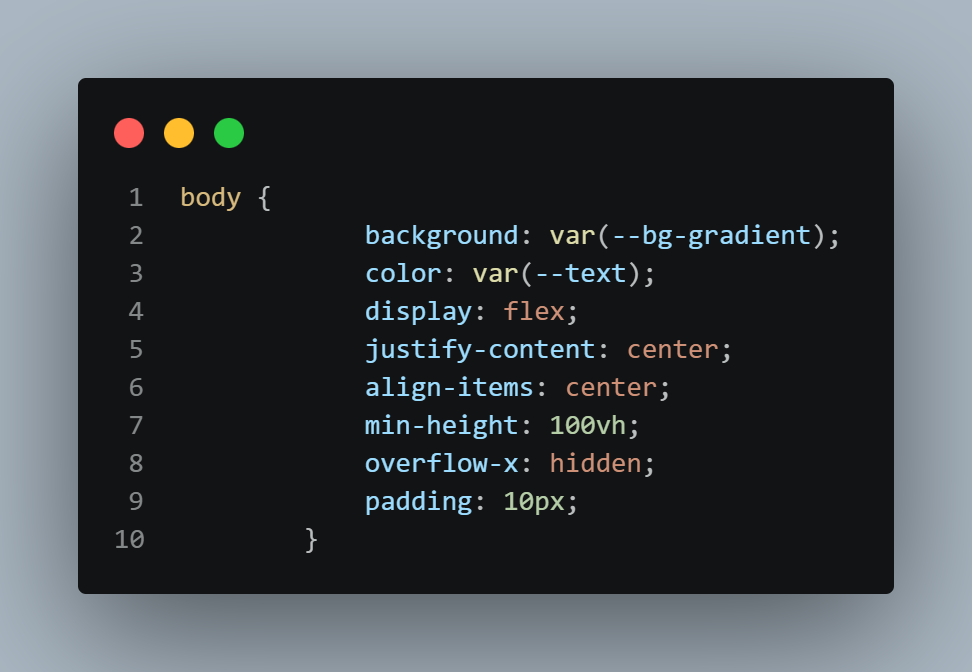 1 body {
2             background: var(--bg-gradient);
3             color: var(--text);
4             display: flex;
5             justify-content: center;
6             align-items: center;
7             min-height: 100vh;
8             overflow-x: hidden;
9             padding: 10px;
10         }